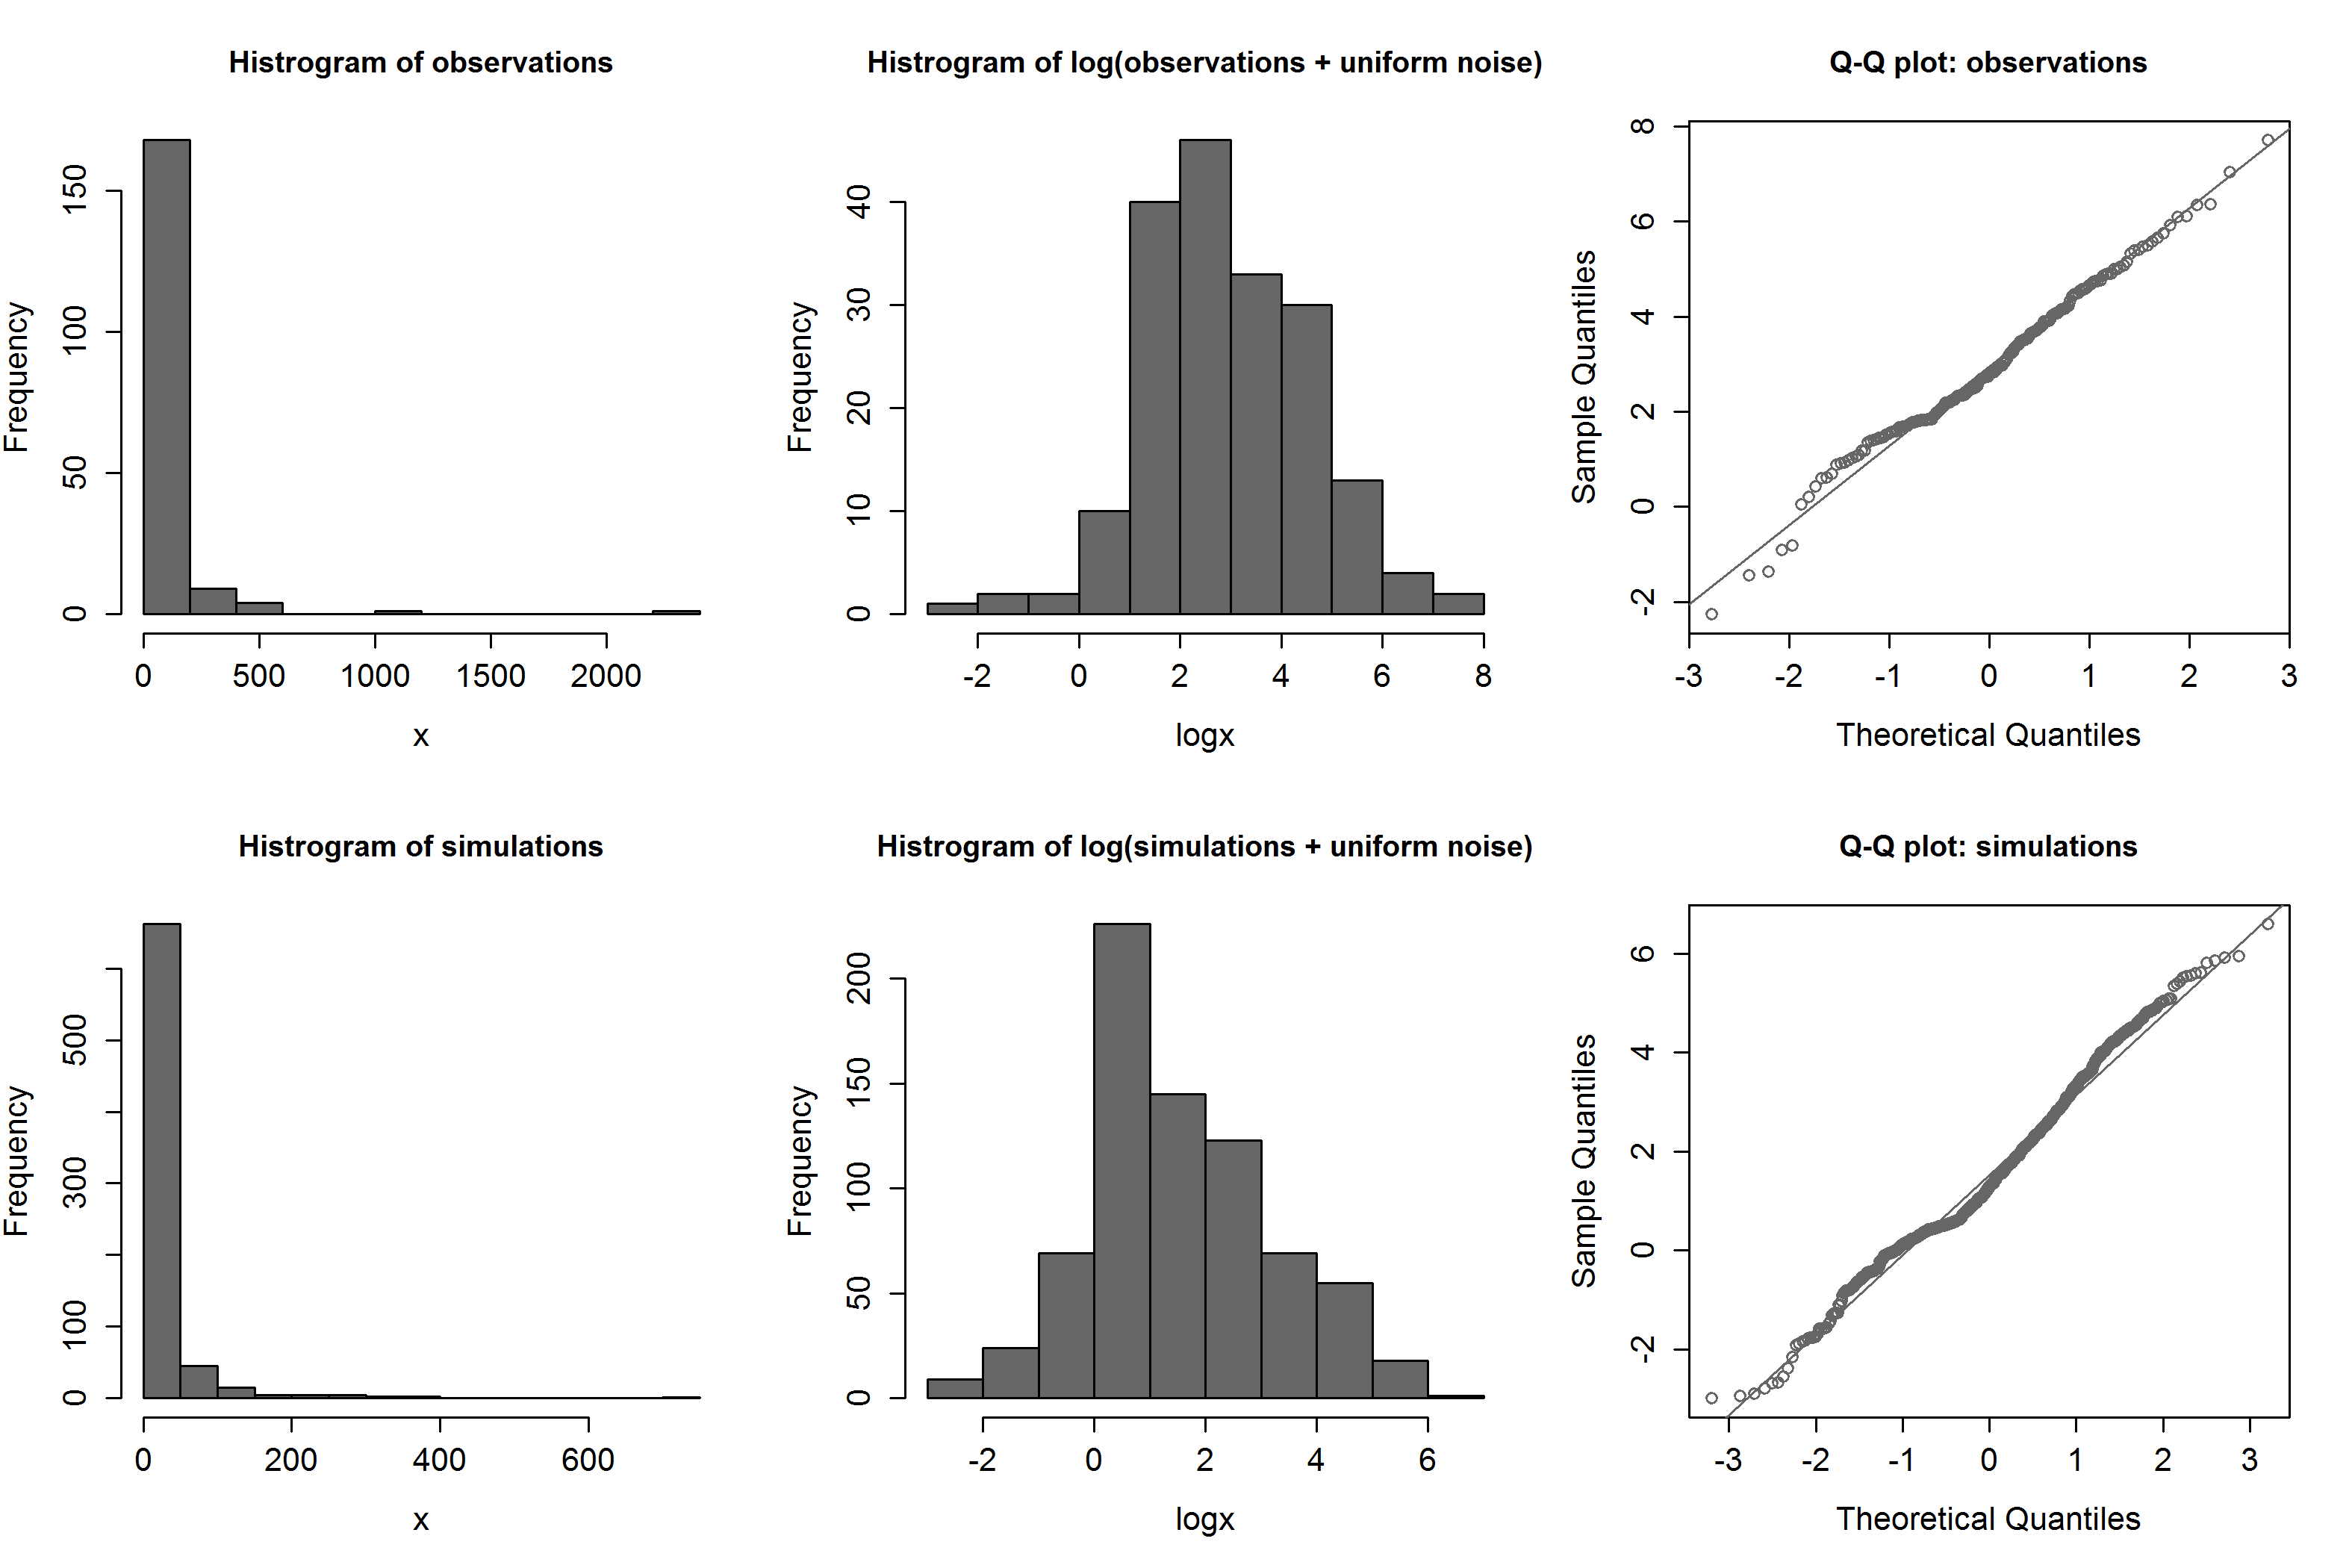 Histrogram of observations
Frequency
0 50 100 150
0 500 1000 1500 2000
x
Histrogram of log(observations + uniform noise)
Frequency
0 10 20 30 40
-2 0 2 4 6 8
logx
Q-Q plot: observations
Sample Quantiles
-2 0 2 4 6 8
-3 -2 -1 0 1 2 3
Theoretical Quantiles
Histrogram of simulations
Frequency
0 100 300 500
0 200 400 600
x
Histrogram of log(simulations + uniform noise)
Frequency
0 50 100 150 200
-2 0 2 4 6
logx
Q-Q plot: simulations
Sample Quantiles
-2 0 2 4 6
-3 -2 -1 0 1 2 3
Theoretical Quantiles